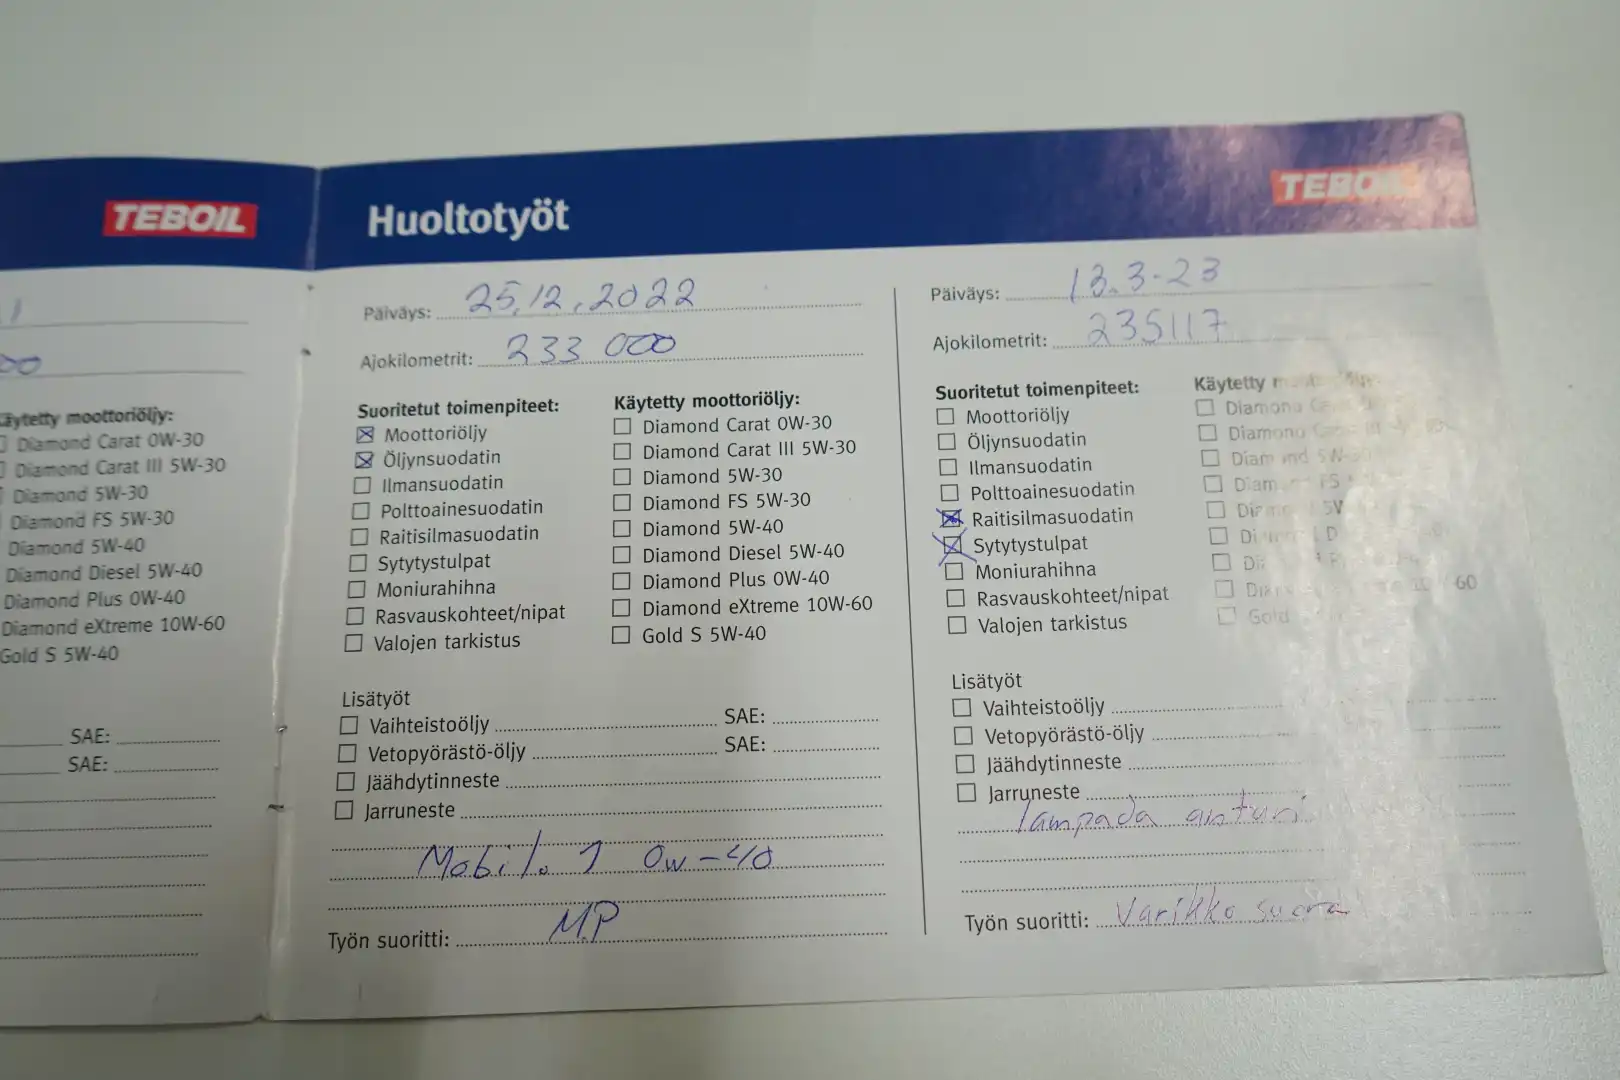 TEBOIL
Käytetty moottoriöljy:
Diamond Carat 0W-30
Diamond Carat III 5W-30
Diamond 5W-30
Diamond FS 5W-30
Diamond 5W-40
Diamond Diesel 5W-40
Diamond Plus 0W-40
Diamond eXtreme 10W-60
Gold S 5W-40
SAE:
SAE:
Huoltotyöt
Päiväys: 25.12.2022
Ajokilometrit: 233 000
Suoritetut toimenpiteet:
Moottoriöljy
Öljynsuodatin
Ilmansuodatin
Polttoainesuodatin
Raitisilmasuodatin
Sytytystulpat
Moniurahihna
Rasvauskohteet/nipat
Valojen tarkistus
Käytetty moottoriöljy:
Diamond Carat 0W-30
Diamond Carat III 5W-30
Diamond 5W-30
Diamond FS 5W-30
Diamond 5W-40
Diamond Diesel 5W-40
Diamond Plus 0W-40
Diamond eXtreme 10W-60
Gold S 5W-40
Lisätyöt
Vaihteistoöljy SAE:
Vetopyörästö-öljy SAE:
Jäähdytinneste
Jarruneste
Mobil 1 0w-40
Työn suoritti: M.P
TEBOIL
Päiväys: 13.3-23
Ajokilometrit: 235117
Suoritetut toimenpiteet:
Moottoriöljy
Öljynsuodatin
Ilmansuodatin
Polttoainesuodatin
Raitisilmasuodatin
Sytytystulpat
Moniurahihna
Rasvauskohteet/nipat
Valojen tarkistus
Käytetty
Diamond
Diamond
Gold
Lisätyöt
Vaihteistoöljy
Vetopyörästö-öljy
Jäähdytinneste
Jarruneste
lampada anturi
Työn suoritti: Varikko suora